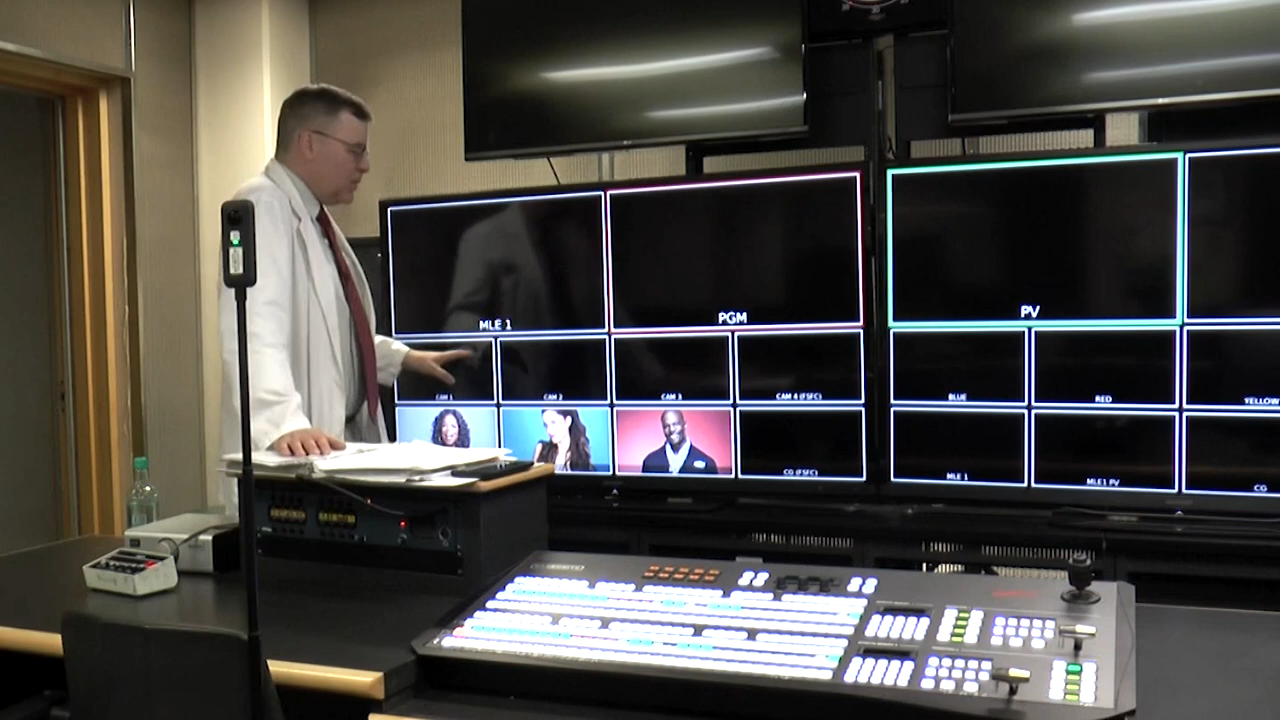 MLE 1
PGM
PV
CAM 1
CAM 2
CAM 3
CAM 4 (FSFC)
BLUE
RED
YELLOW
CG (FSFC)
MLE 1
MLE1 PV
CG